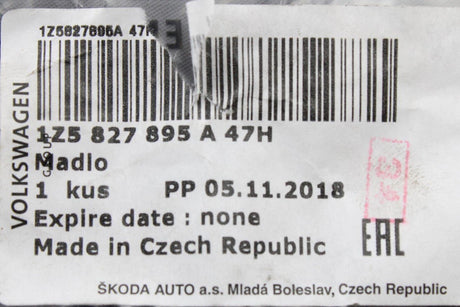 1Z5827895A 47H
1Z5 827 895 A 47H
Madlo
1 kus PP 05.11.2018
Expire date : none
Made in Czech Republic
VOLKSWAGEN
GROUP
EAC
ŠKODA AUTO a.s. Mladá Boleslav, Czech Republic